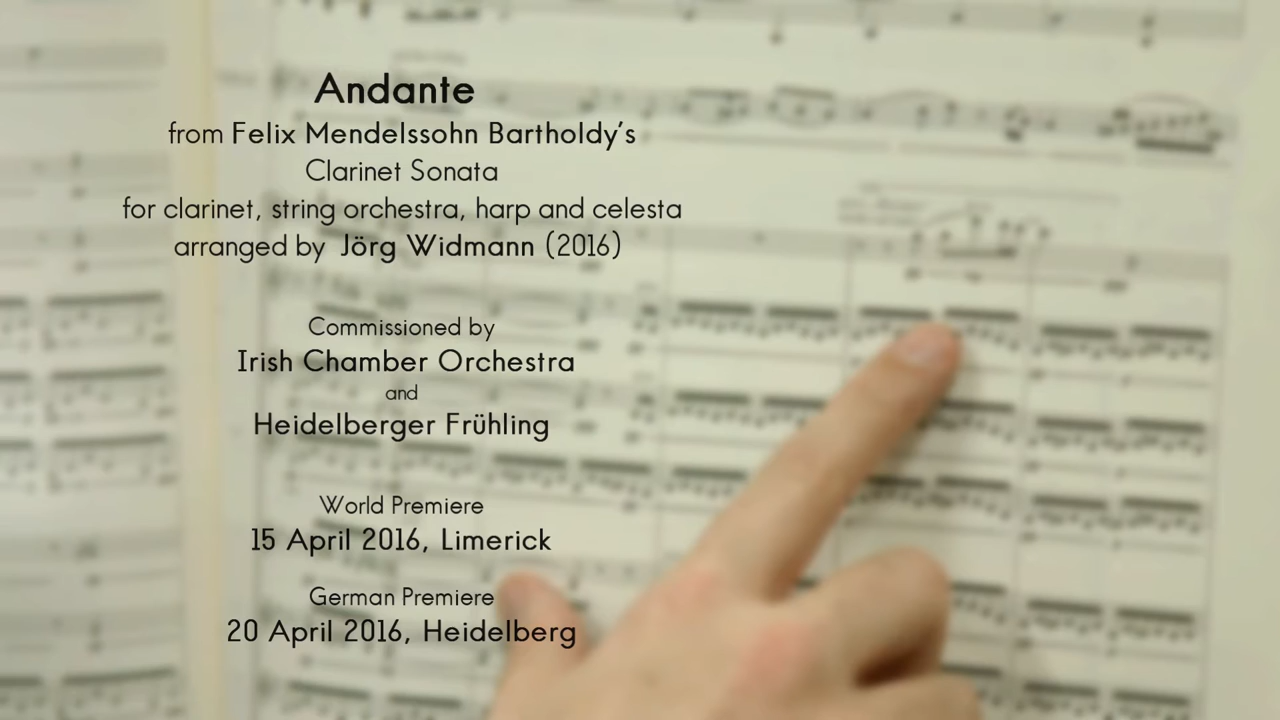 Andante
from Felix Mendelssohn Bartholdy's
Clarinet Sonata
for clarinet, string orchestra, harp and celesta
arranged by Jörg Widmann (2016)
Commissioned by
Irish Chamber Orchestra
and
Heidelberger Frühling
World Premiere
15 April 2016, Limerick
German Premiere
20 April 2016, Heidelberg